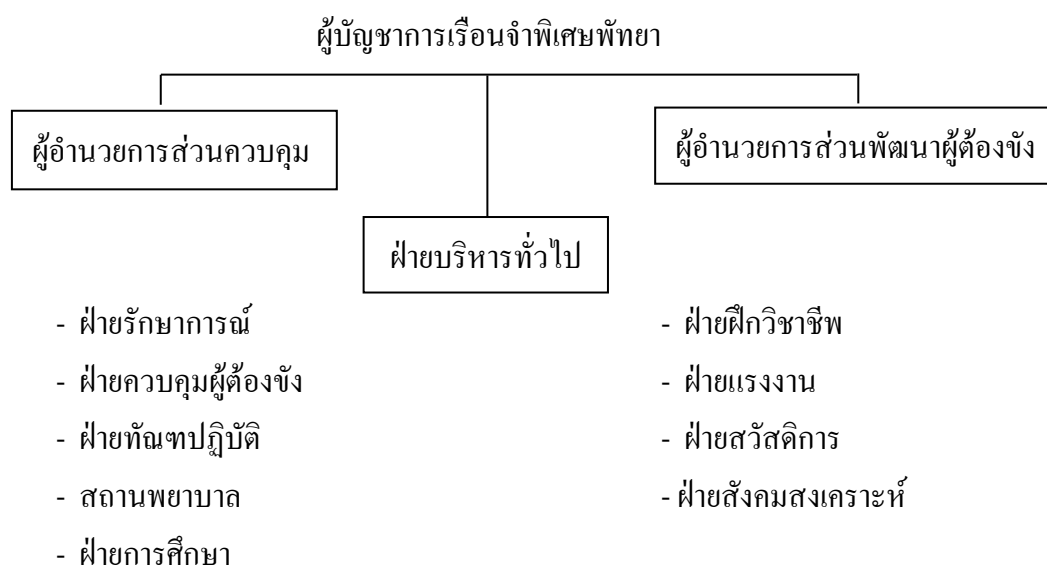 ผู้บัญชาการเรือนจำพิเศษพัทยา
ผู้อำนวยการส่วนควบคุม
ผู้อำนวยการส่วนพัฒนาผู้ต้องขัง
ฝ่ายบริหารทั่วไป
- ฝ่ายรักษาการณ์
- ฝ่ายควบคุมผู้ต้องขัง
- ฝ่ายทัณฑปฏิบัติ
- สถานพยาบาล
- ฝ่ายการศึกษา
- ฝ่ายฝึกวิชาชีพ
- ฝ่ายแรงงาน
- ฝ่ายสวัสดิการ
- ฝ่ายสังคมสงเคราะห์